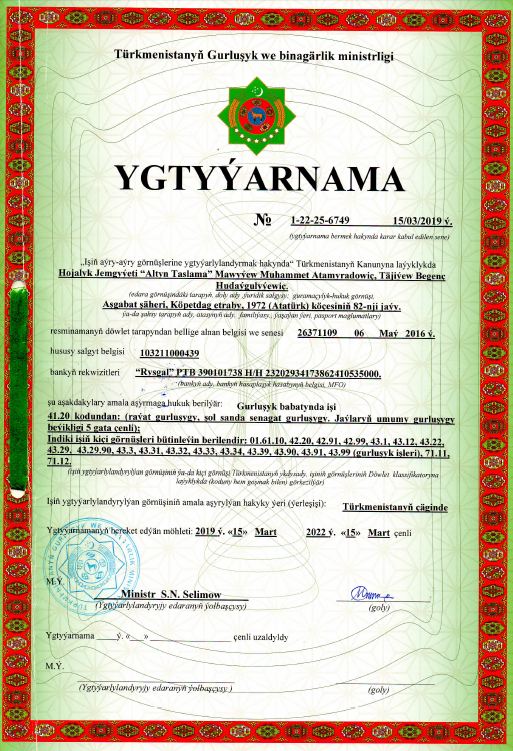 Türkmenistanyň Gurluşyk we binagärlik ministrligi
YGTYÝARNAMA
№ 1-22-25-6749 15/03/2019 ý.
(ygtyýarnama bermek hakynda karar kabul edilen sene)
„Işiň aýry-aýry görnüşlerine ygtyýarlylandyrmak hakynda“ Türkmenistanyň Kanunyna laýyklykda
Hojalyk Jemgyýeti “Altyn Taslama” Mawyýew Muhammet Atamyradowiç, Täjiýew Begenç
Hudaýgulyýewiç.
(edara görnüşindäki tarapyň, doly ady, ýuridik salgydy: guramaçylyk-hukuk görnüşi,
Aşgabat şäheri, Köpetdag etraby, 1972 (Atatürk) köçesiniň 82-nji jaýy.
ýa-da şahsy tarapyň ady, atasynyň ady, familiýasy, ýaşaýan ýeri, pasport maglumatlary)
resminamanyň döwlet tarapyndan bellige alnan belgisi we senesi 26371109 06 Maý 2016 ý.
hususy salgyt belgisi 103211000439
bankyň rekwizitleri “Rysgal” PTB 390101738 H/H 23202934173862410535000.
(bankyň ady, bankyň hasaplaşyk hasabynyň belgisi, MFO)
şu aşakdakylary amala aşyrmaga hukuk berilýär: Gurluşyk babatynda işi
41.20 kodundan: (raýat gurluşygy, şol sanda senagat gurluşygy. Jaýlaryň umumy gurluşygy
beýikligi 5 gata çenli);
Indiki işiň kiçi görnüşleri bütinleýin berilendir: 01.61.10, 42.20, 42.91, 42.99, 43.1, 43.12, 43.22,
43.29, 43.29.90, 43.3, 43.31, 43.32, 43.33, 43.34, 43.39, 43.90, 43.91, 43.99 (gurluşyk işleri), 71.11,
71.12.
(işiň ygtyýarlylandyrylýan görnüşiniň ýa-da kiçi görnüşi Türkmenistanyň ykdysady işiniň görnüşleriniň Döwlet klassifikatoryna
laýyklykda (kodyny hem goşmak bilen) görkezilýär)
Işiň ygtyýarlylandyrylýan görnüşiniň amala aşyrylýan hakyky ýeri (ýerleşişi): Türkmenistanyň çäginde
Ygtyýarnamanyň hereket edýän möhleti: 2019 ý. «15» Mart 2022 ý. «15» Mart çenli
M.Ý.
Ministr S.N. Selimow
(Ygtyýarlylandyryjy edaranyň ýolbaşçysy) (goly)
Ygtyýarnama ____ý. «___» ____________ çenli uzaldyldy
M.Ý.
(Ygtyýarlylandyryjy edaranyň ýolbaşçysy ) (goly)